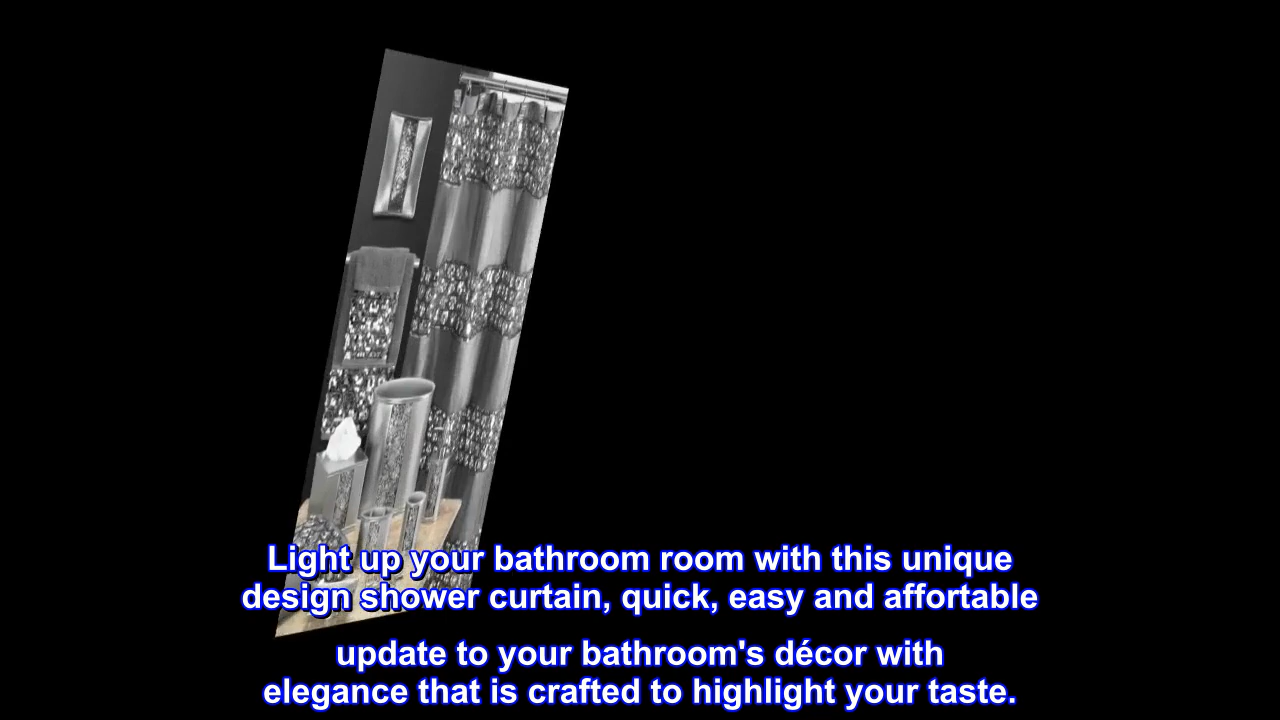 Light up your bathroom room with this unique
design shower curtain, quick, easy and affortable
update to your bathroom's décor with
elegance that is crafted to highlight your taste.